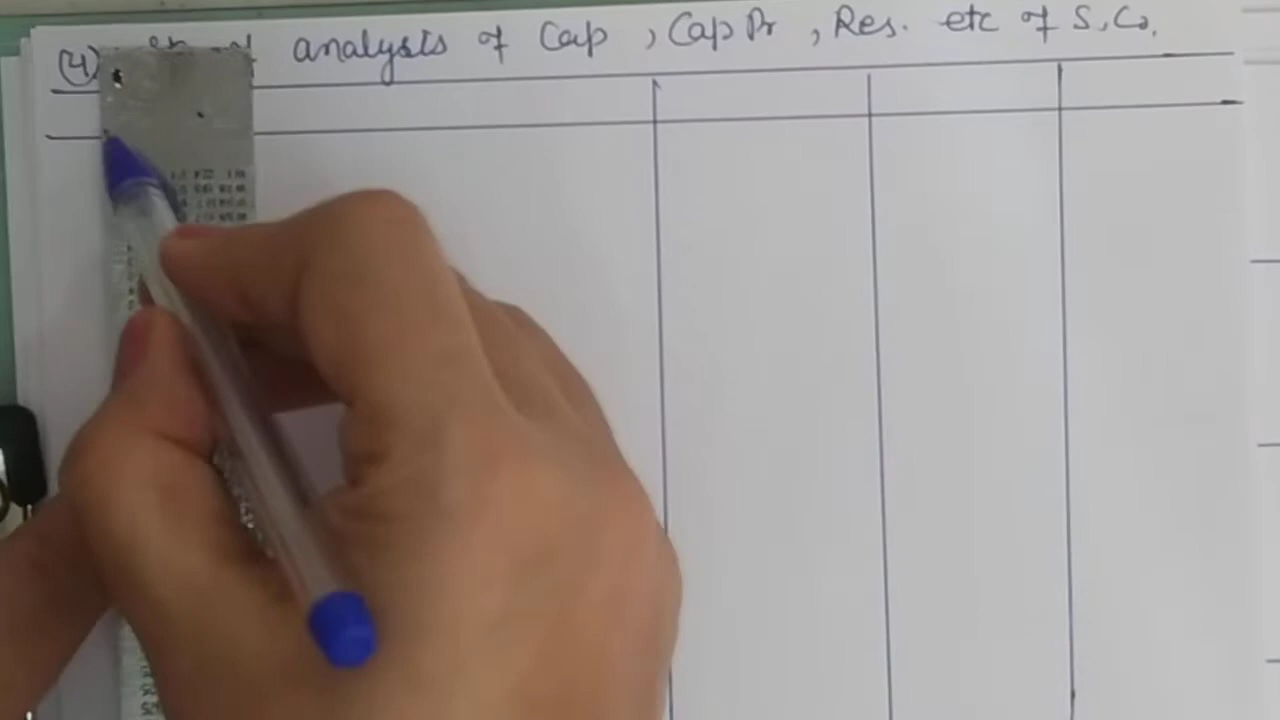 (4) analysis of Cap, Cap Pr, Res. etc of S. Co.